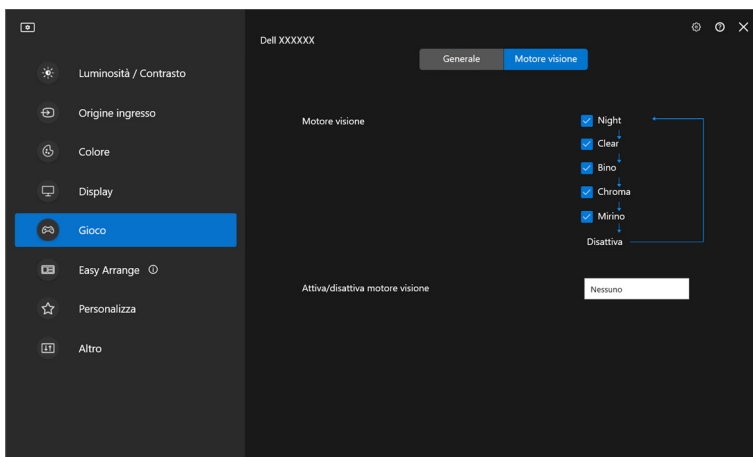 Dell XXXXXX
Generale
Motore visione
Luminosità / Contrasto
Origine ingresso
Colore
Display
Gioco
Easy Arrange
Personalizza
Altro
Motore visione
Night
Clear
Bino
Chroma
Mirino
Disattiva
Attiva/disattiva motore visione
Nessuno